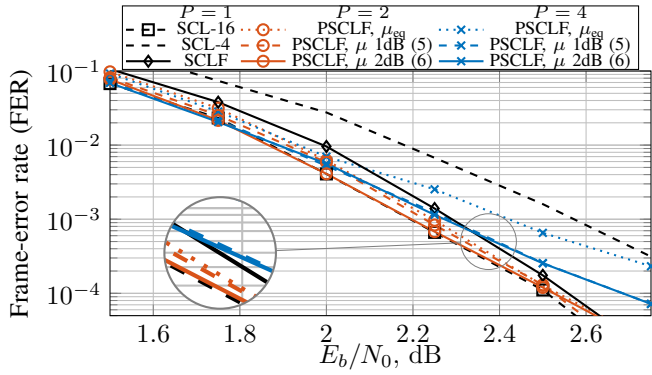 P = 1 P = 2 P = 4
SCL-16 PSCLF, μeq PSCLF, μeq
SCL-4 PSCLF, μ 1dB (5) PSCLF, μ 1dB (5)
SCLF PSCLF, μ 2dB (6) PSCLF, μ 2dB (6)
Frame-error rate (FER)
10⁻¹
10⁻²
10⁻³
10⁻⁴
1.6 1.8 2 2.2 2.4 2.6
E_b/N_0, dB